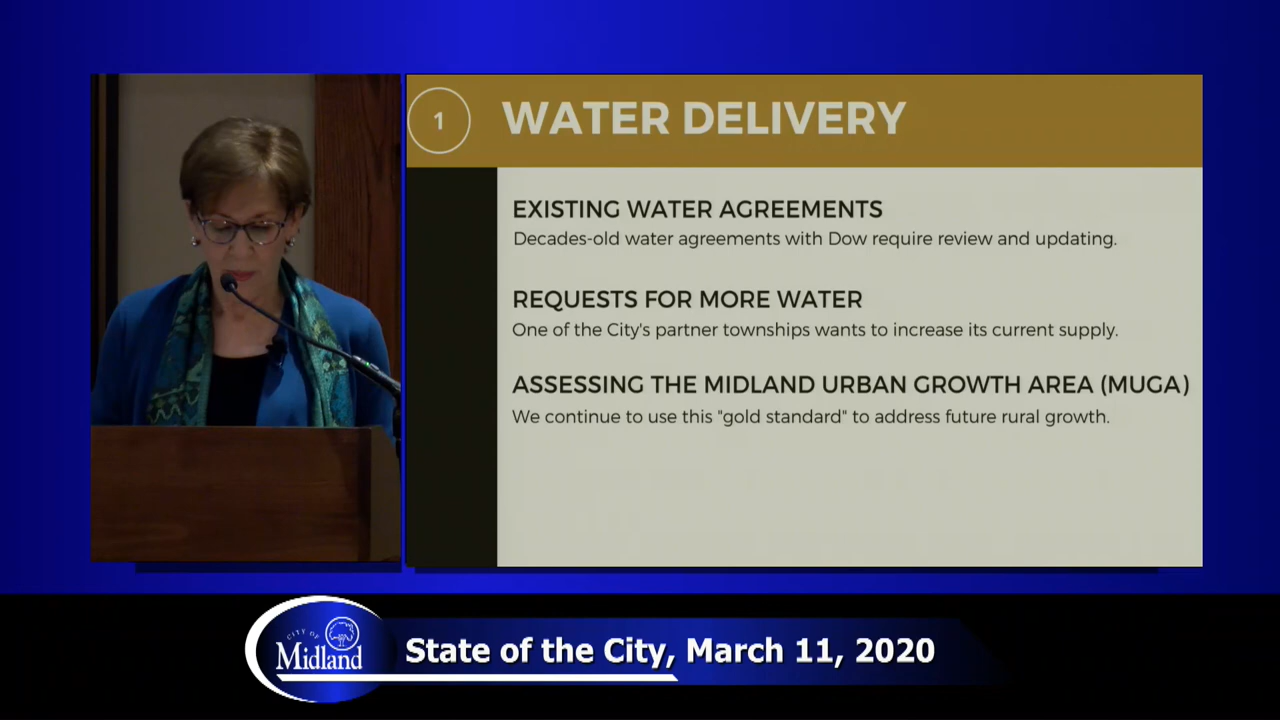 1
WATER DELIVERY
EXISTING WATER AGREEMENTS
Decades-old water agreements with Dow require review and updating.
REQUESTS FOR MORE WATER
One of the City's partner townships wants to increase its current supply.
ASSESSING THE MIDLAND URBAN GROWTH AREA (MUGA)
We continue to use this "gold standard" to address future rural growth.
CITY OF
Midland
State of the City, March 11, 2020